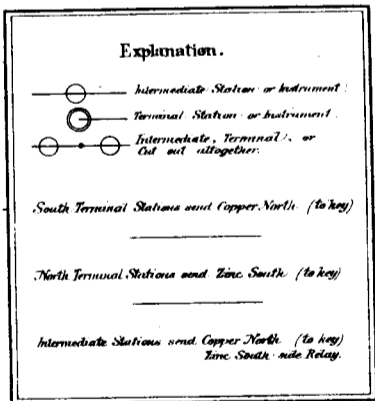 Explanation.
Intermediate Station or Instrument.
Terminal Station or Instrument.
Intermediate, Terminal, or
Cut out altogether.
South Terminal Stations send Copper North (to key)
North Terminal Stations send Zinc South (to key)
Intermediate Stations send Copper North (to key)
Zinc South side Relay.